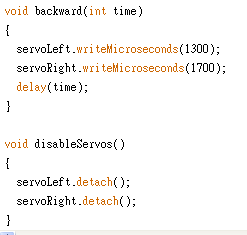 void backward(int time)
{
  servoLeft.writeMicroseconds(1300);
  servoRight.writeMicroseconds(1700);
  delay(time);
}

void disableServos()
{
  servoLeft.detach();
  servoRight.detach();
}